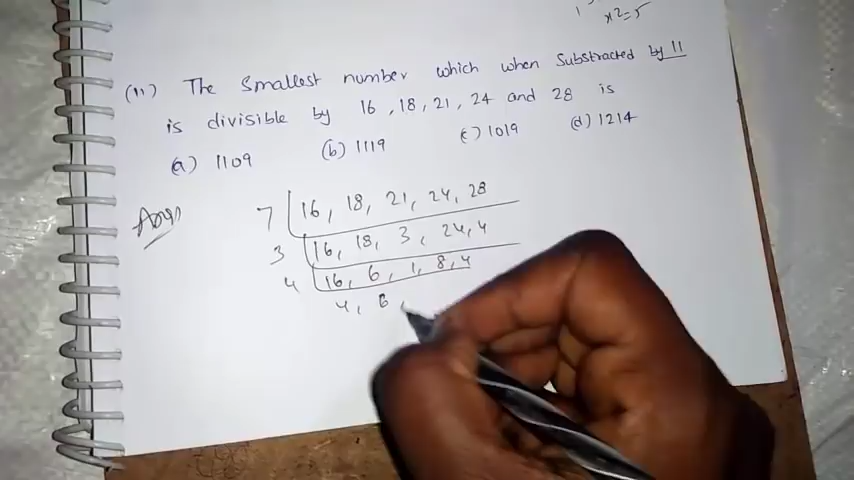 x2=5
(11) The Smallest number which when Substracted by 11
is divisible by 16 , 18 , 21 , 24 and 28 is
(a) 1109 (b) 1119 (c) 1019 (d) 1214
Ans
7 16, 18, 21, 24, 28
3 16, 18, 3, 24, 4
4 16, 6, 1, 8, 4
4, 6,